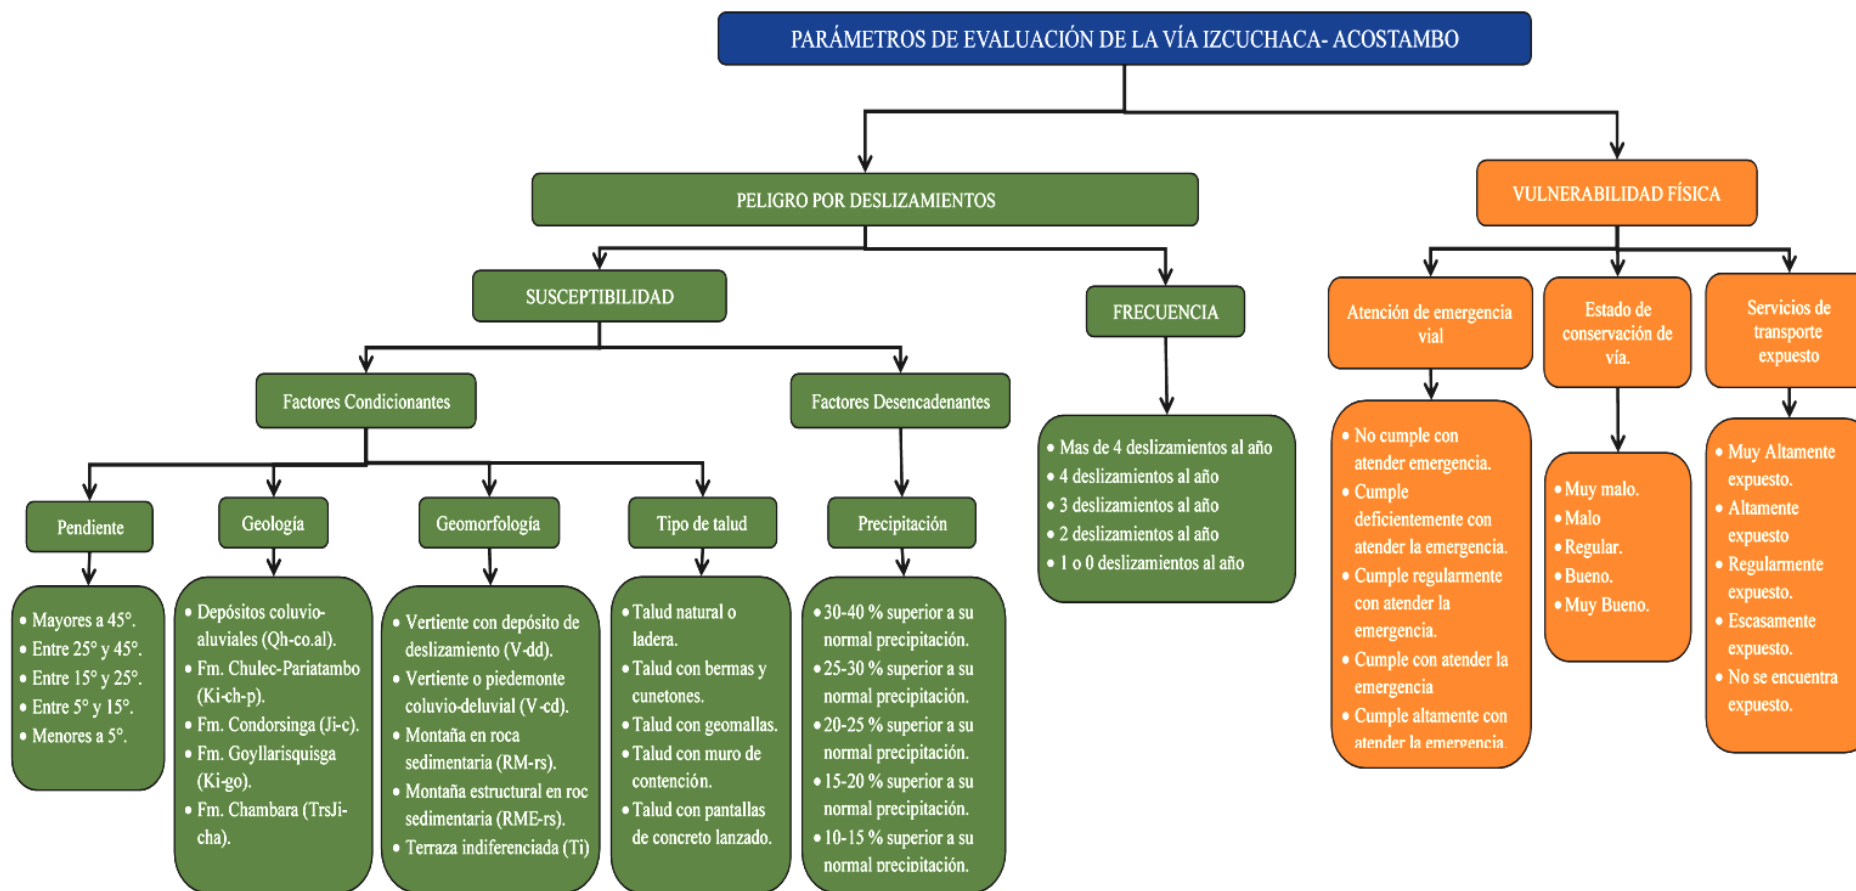 PARÁMETROS DE EVALUACIÓN DE LA VÍA IZCUCHACA- ACOSTAMBO
PELIGRO POR DESLIZAMIENTOS
VULNERABILIDAD FÍSICA
SUSCEPTIBILIDAD
FRECUENCIA
Atención de emergencia
vial
Estado de
conservación de
vía.
Servicios de
transporte
expuesto
Factores Condicionantes
Factores Desencadenantes
• Mas de 4 deslizamientos al año
• 4 deslizamientos al año
• 3 deslizamientos al año
• 2 deslizamientos al año
• 1 o 0 deslizamientos al año
• No cumple con
atender emergencia.
• Cumple
deficientemente con
atender la emergencia.
• Cumple regularmente
con atender la
emergencia.
• Cumple con atender la
emergencia
• Cumple altamente con
atender la emergencia.
• Muy malo.
• Malo
• Regular.
• Bueno.
• Muy Bueno.
• Muy Altamente
expuesto.
• Altamente
expuesto
• Regularmente
expuesto.
• Escasamente
expuesto.
• No se encuentra
expuesto.
Pendiente
Geología
Geomorfología
Tipo de talud
Precipitación
• Mayores a 45°.
• Entre 25° y 45°.
• Entre 15° y 25°.
• Entre 5° y 15°.
• Menores a 5°.
• Depósitos coluvio-
aluviales (Qh-co.al).
• Fm. Chulec-Pariatambo
(Ki-ch-p).
• Fm. Condorsinga (Ji-c).
• Fm. Goyllarisquisga
(Ki-go).
• Fm. Chambara (TrsJi-
cha).
• Vertiente con depósito de
deslizamiento (V-dd).
• Vertiente o piedemonte
coluvio-deluvial (V-cd).
• Montaña en roca
sedimentaria (RM-rs).
• Montaña estructural en roc
sedimentaria (RME-rs).
• Terraza indiferenciada (Ti)
• Talud natural o
ladera.
• Talud con bermas y
cunetones.
• Talud con geomallas.
• Talud con muro de
contención.
• Talud con pantallas
de concreto lanzado.
• 30-40 % superior a su
normal precipitación.
• 25-30 % superior a su
normal precipitación.
• 20-25 % superior a su
normal precipitación.
• 15-20 % superior a su
normal precipitación.
• 10-15 % superior a su
normal precipitación.